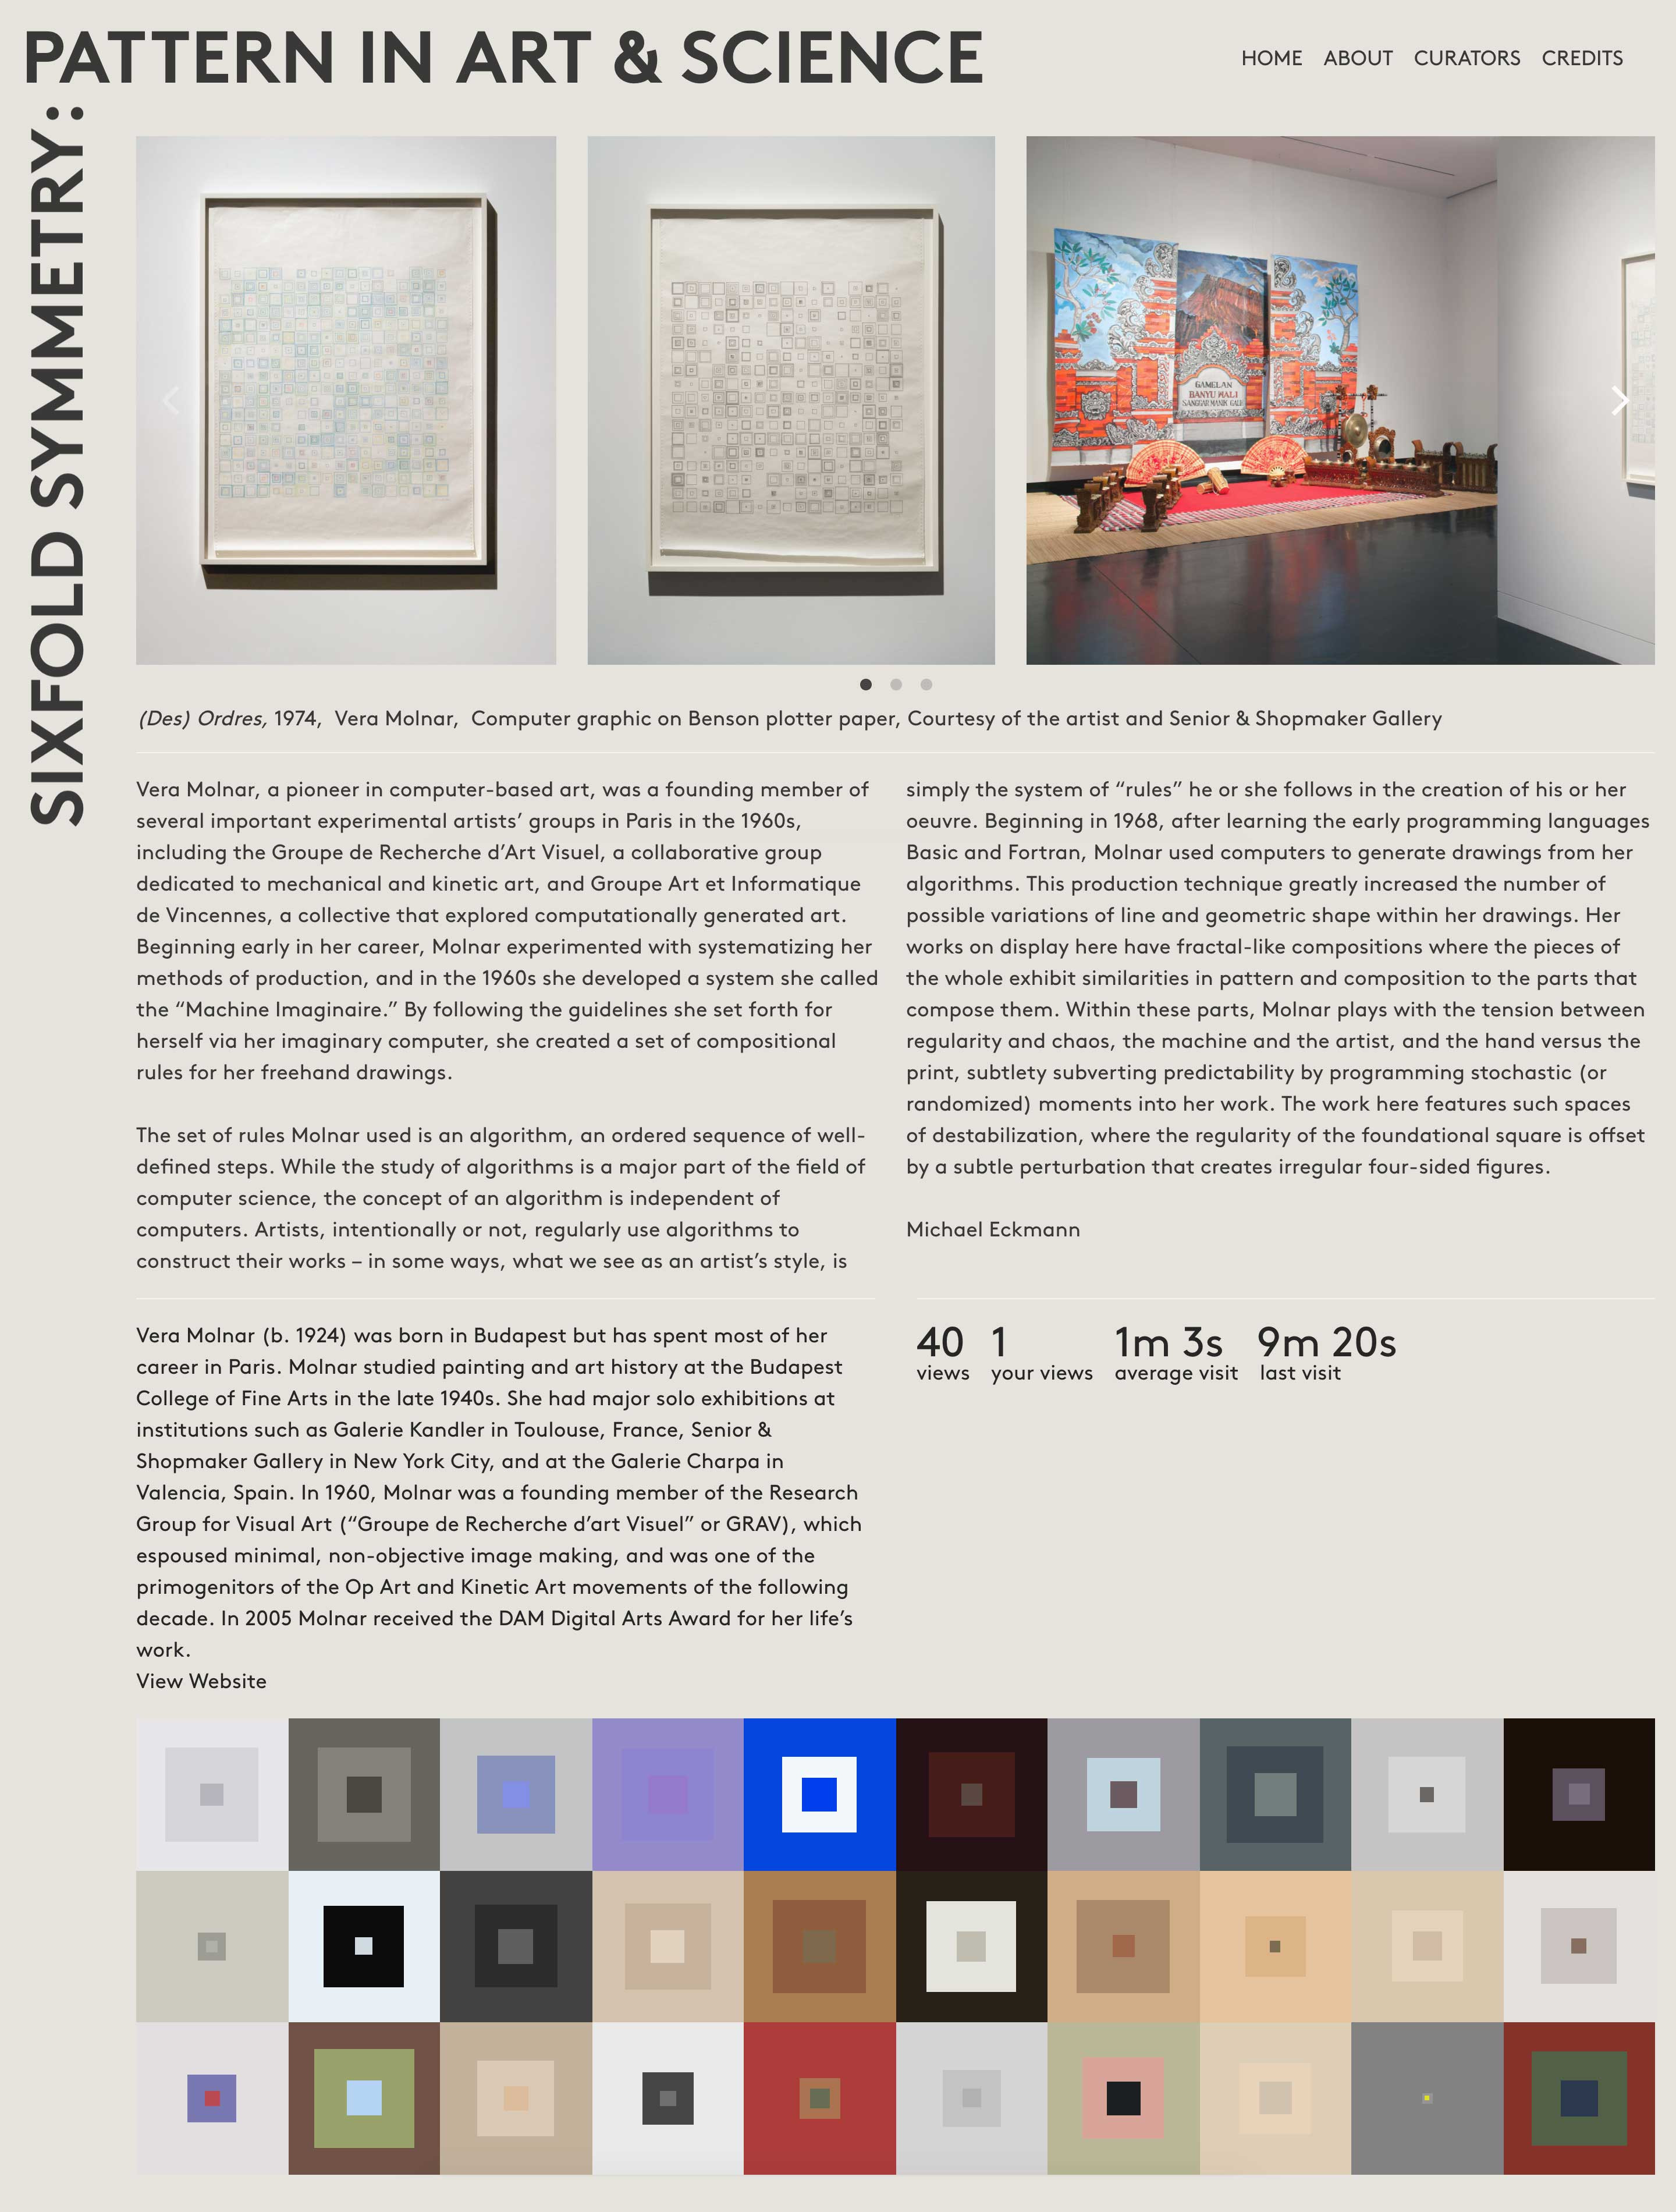 PATTERN IN ART & SCIENCE
HOME ABOUT CURATORS CREDITS
SIXFOLD SYMMETRY:
GAMELAN
BANYU WALI
SANGGAR MANIK GALIH
(Des) Ordres, 1974, Vera Molnar, Computer graphic on Benson plotter paper, Courtesy of the artist and Senior & Shopmaker Gallery
Vera Molnar, a pioneer in computer-based art, was a founding member of
several important experimental artists’ groups in Paris in the 1960s,
including the Groupe de Recherche d’Art Visuel, a collaborative group
dedicated to mechanical and kinetic art, and Groupe Art et Informatique
de Vincennes, a collective that explored computationally generated art.
Beginning early in her career, Molnar experimented with systematizing her
methods of production, and in the 1960s she developed a system she called
the “Machine Imaginaire.” By following the guidelines she set forth for
herself via her imaginary computer, she created a set of compositional
rules for her freehand drawings.
The set of rules Molnar used is an algorithm, an ordered sequence of well-
defined steps. While the study of algorithms is a major part of the field of
computer science, the concept of an algorithm is independent of
computers. Artists, intentionally or not, regularly use algorithms to
construct their works – in some ways, what we see as an artist’s style, is
simply the system of “rules” he or she follows in the creation of his or her
oeuvre. Beginning in 1968, after learning the early programming languages
Basic and Fortran, Molnar used computers to generate drawings from her
algorithms. This production technique greatly increased the number of
possible variations of line and geometric shape within her drawings. Her
works on display here have fractal-like compositions where the pieces of
the whole exhibit similarities in pattern and composition to the parts that
compose them. Within these parts, Molnar plays with the tension between
regularity and chaos, the machine and the artist, and the hand versus the
print, subtlety subverting predictability by programming stochastic (or
randomized) moments into her work. The work here features such spaces
of destabilization, where the regularity of the foundational square is offset
by a subtle perturbation that creates irregular four-sided figures.
Michael Eckmann
Vera Molnar (b. 1924) was born in Budapest but has spent most of her
career in Paris. Molnar studied painting and art history at the Budapest
College of Fine Arts in the late 1940s. She had major solo exhibitions at
institutions such as Galerie Kandler in Toulouse, France, Senior &
Shopmaker Gallery in New York City, and at the Galerie Charpa in
Valencia, Spain. In 1960, Molnar was a founding member of the Research
Group for Visual Art (“Groupe de Recherche d’art Visuel” or GRAV), which
espoused minimal, non-objective image making, and was one of the
primogenitors of the Op Art and Kinetic Art movements of the following
decade. In 2005 Molnar received the DAM Digital Arts Award for her life’s
work.
View Website
40 1 1m 3s 9m 20s
views your views average visit last visit